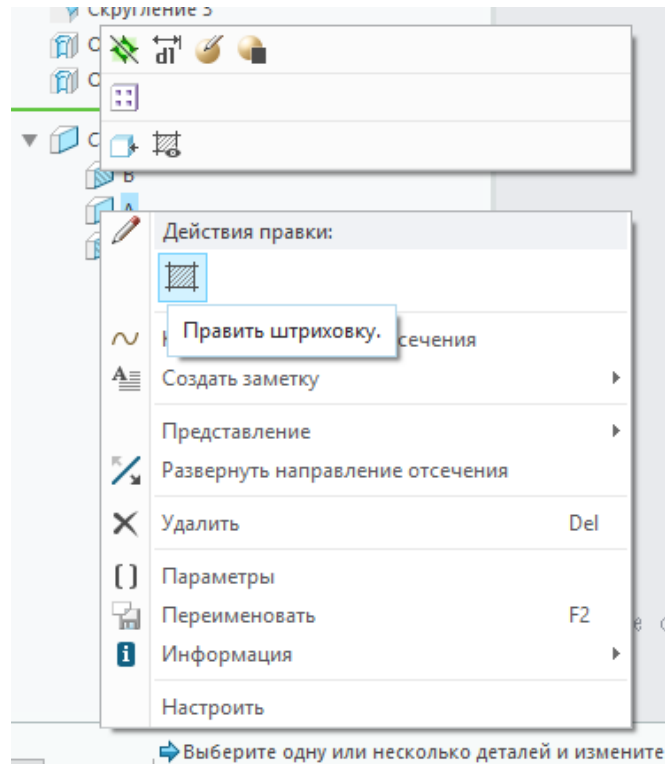 Скругление 3
О
О
С
В
А
Действия правки:
Править штриховку.
сечения
Создать заметку
Представление
Развернуть направление отсечения
Удалить Del
Параметры
Переименовать F2
Информация
Настроить
Выберите одну или несколько деталей и измените